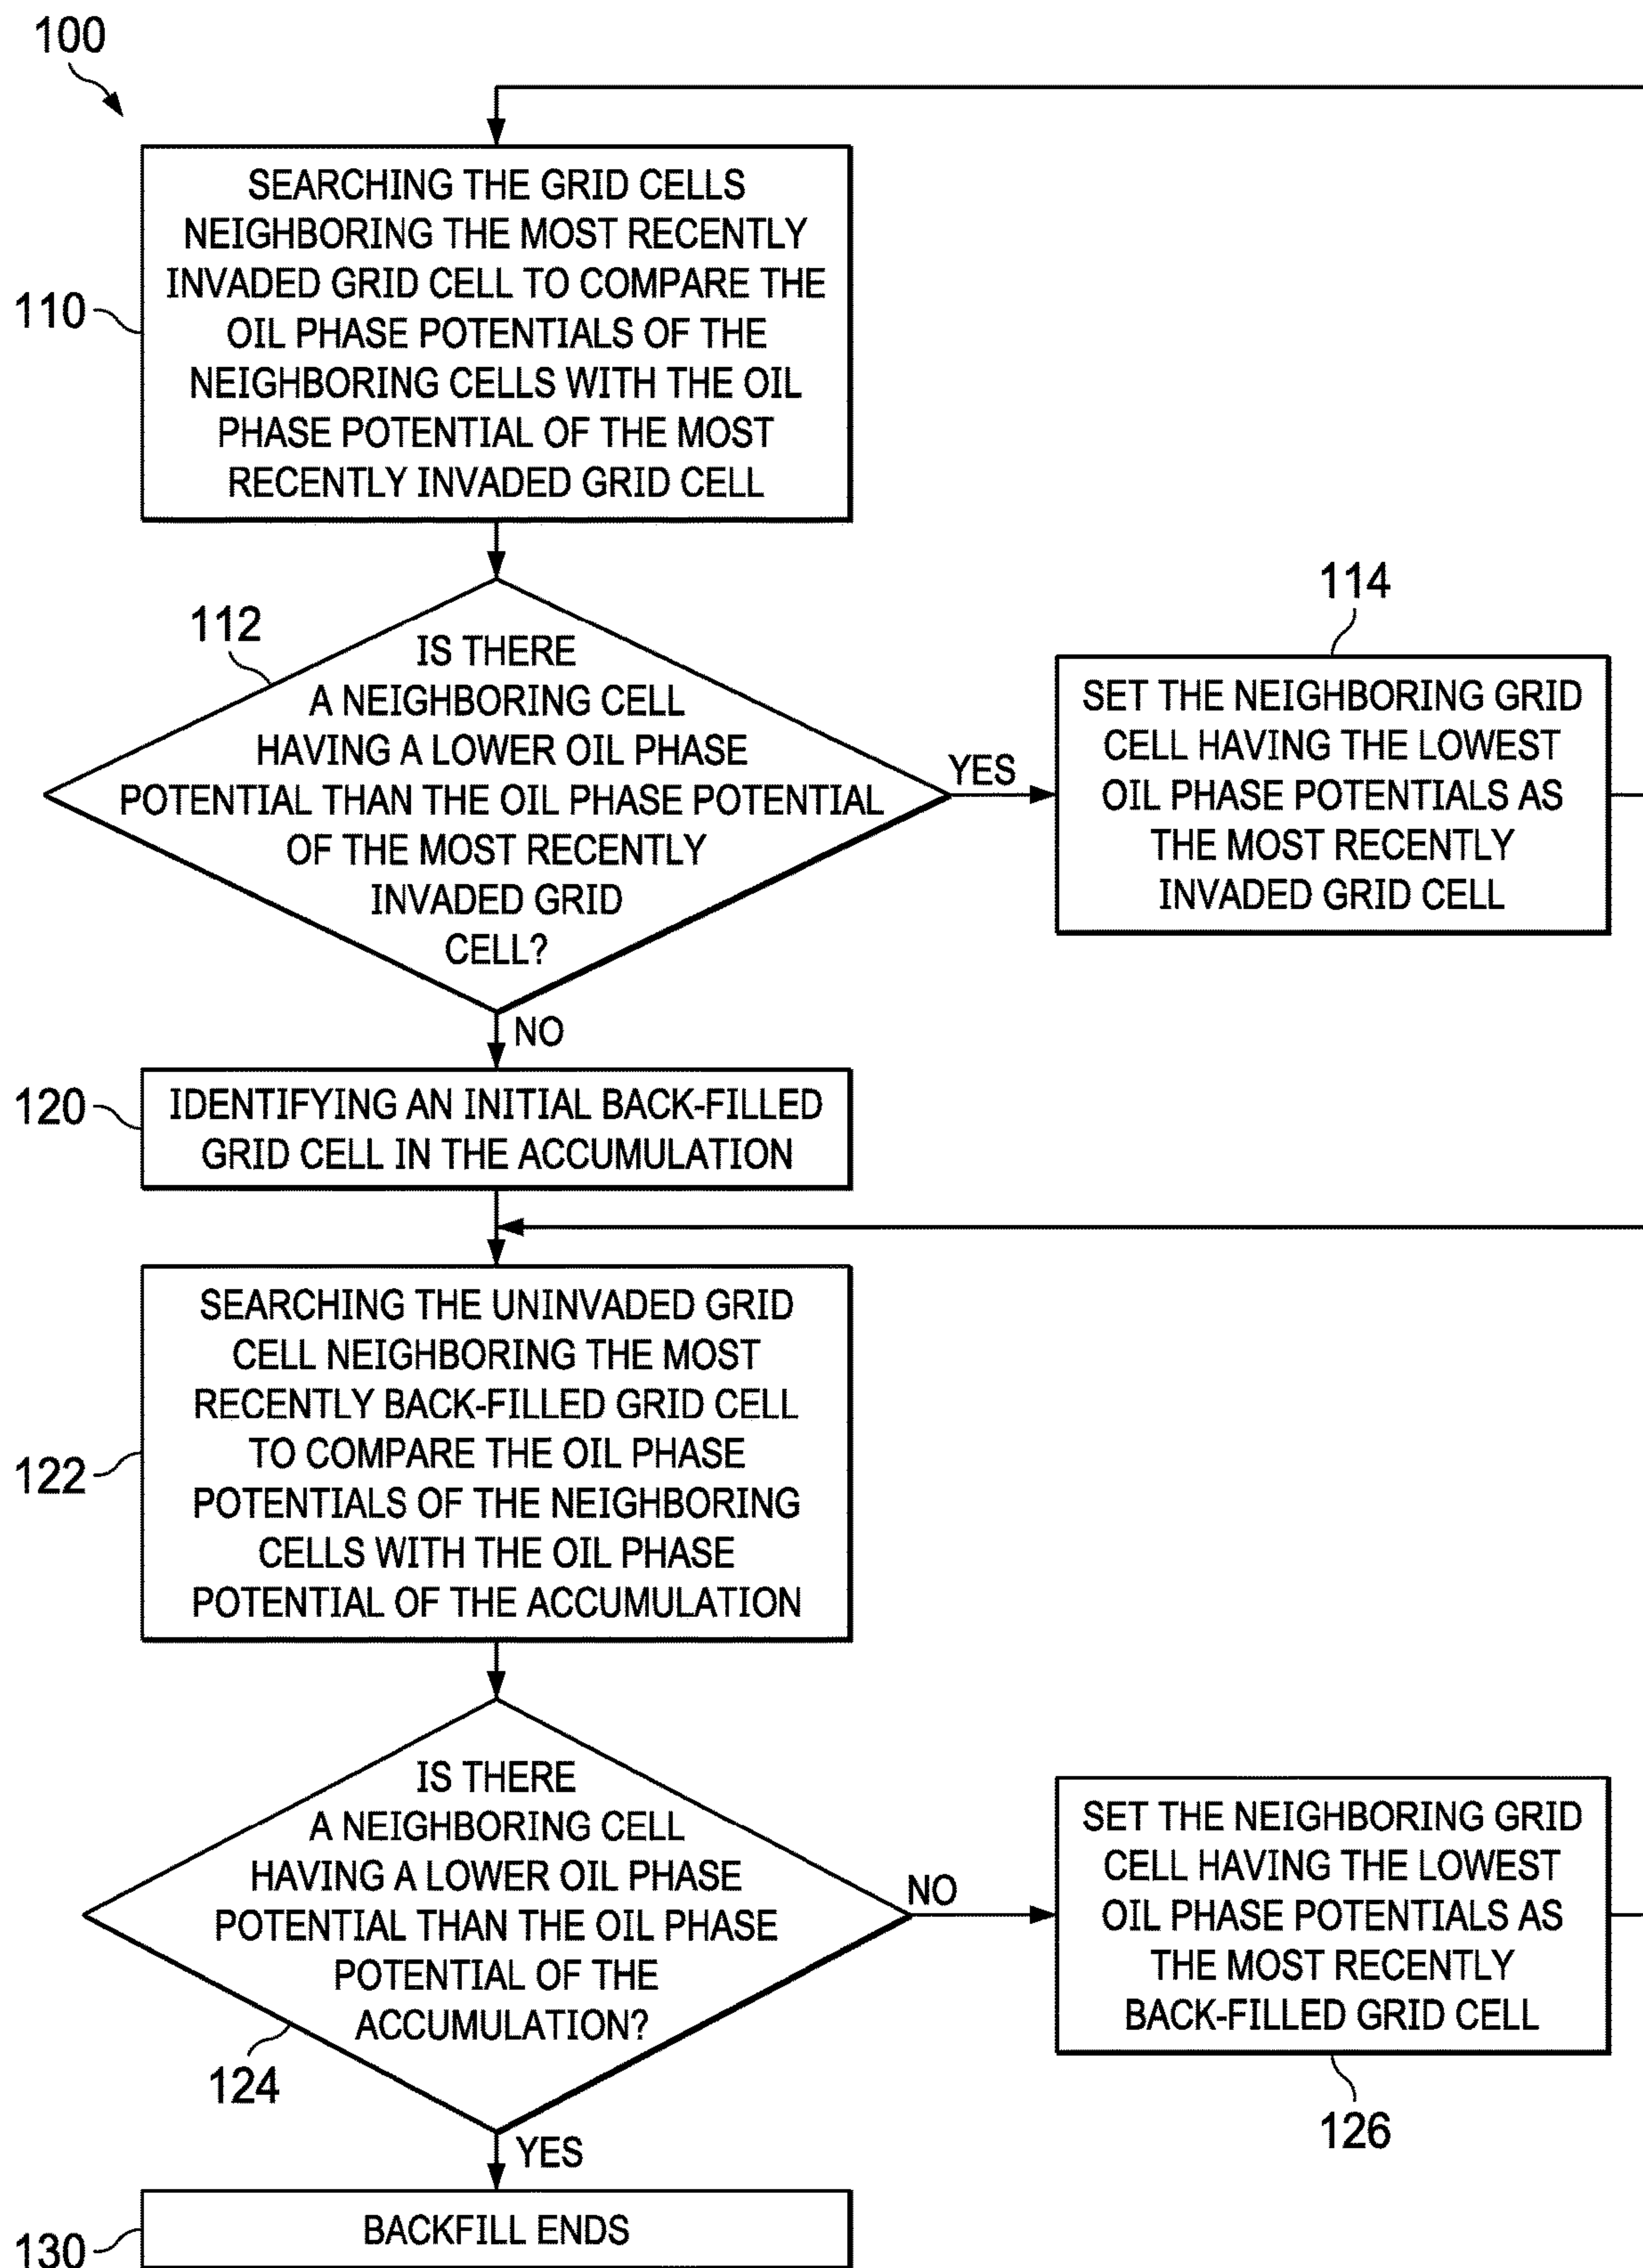 100
SEARCHING THE GRID CELLS
NEIGHBORING THE MOST RECENTLY
INVADED GRID CELL TO COMPARE THE
OIL PHASE POTENTIALS OF THE
NEIGHBORING CELLS WITH THE OIL
PHASE POTENTIAL OF THE MOST
RECENTLY INVADED GRID CELL
110
112
IS THERE
A NEIGHBORING CELL
HAVING A LOWER OIL PHASE
POTENTIAL THAN THE OIL PHASE POTENTIAL
OF THE MOST RECENTLY
INVADED GRID
CELL?
YES
114
SET THE NEIGHBORING GRID
CELL HAVING THE LOWEST
OIL PHASE POTENTIALS AS
THE MOST RECENTLY
INVADED GRID CELL
NO
120
IDENTIFYING AN INITIAL BACK-FILLED
GRID CELL IN THE ACCUMULATION
SEARCHING THE UNINVADED GRID
CELL NEIGHBORING THE MOST
RECENTLY BACK-FILLED GRID CELL
TO COMPARE THE OIL PHASE
POTENTIALS OF THE NEIGHBORING
CELLS WITH THE OIL PHASE
POTENTIAL OF THE ACCUMULATION
122
IS THERE
A NEIGHBORING CELL
HAVING A LOWER OIL PHASE
POTENTIAL THAN THE OIL PHASE
POTENTIAL OF THE
ACCUMULATION?
124
NO
SET THE NEIGHBORING GRID
CELL HAVING THE LOWEST
OIL PHASE POTENTIALS AS
THE MOST RECENTLY
BACK-FILLED GRID CELL
126
YES
BACKFILL ENDS
130